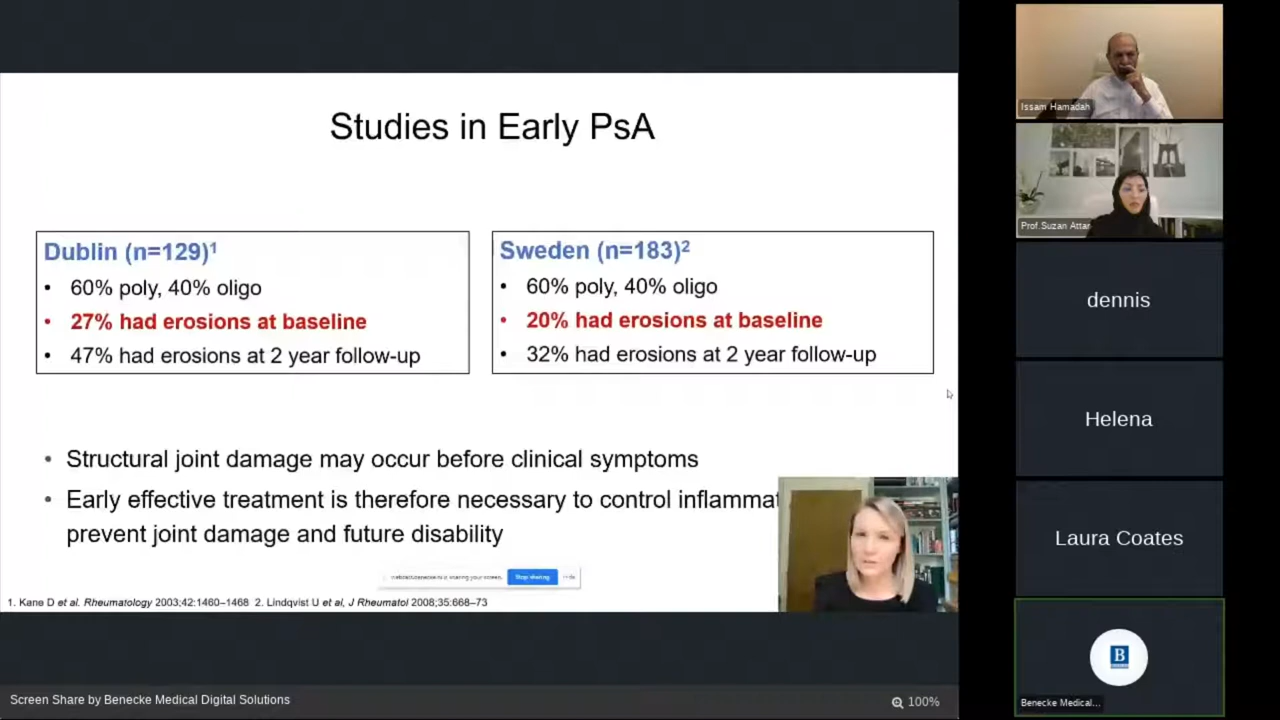 Studies in Early PsA
Dublin (n=129)¹
• 60% poly, 40% oligo
• 27% had erosions at baseline
• 47% had erosions at 2 year follow-up
Sweden (n=183)²
• 60% poly, 40% oligo
• 20% had erosions at baseline
• 32% had erosions at 2 year follow-up
• Structural joint damage may occur before clinical symptoms
• Early effective treatment is therefore necessary to control inflammat
prevent joint damage and future disability
is sharing your screen.
Stop sharing
Hide
1. Kane D et al. Rheumatology 2003;42:1460–1468 2. Lindqvist U et al, J Rheumatol 2008;35:668–73
Screen Share by Benecke Medical Digital Solutions
100%
Issam Hamadah
Prof.Suzan Attar
dennis
Helena
Laura Coates
B
Benecke Medical...